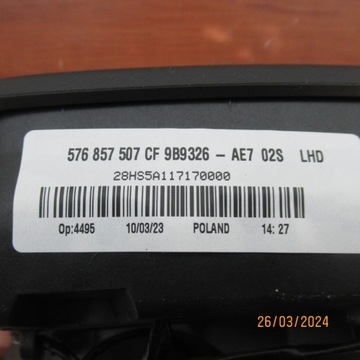 576 857 507 CF 9B9326 - AE7 02S LHD
28HS5A117170000
Op:4495 10/03/23 POLAND 14:27
26/03/2024